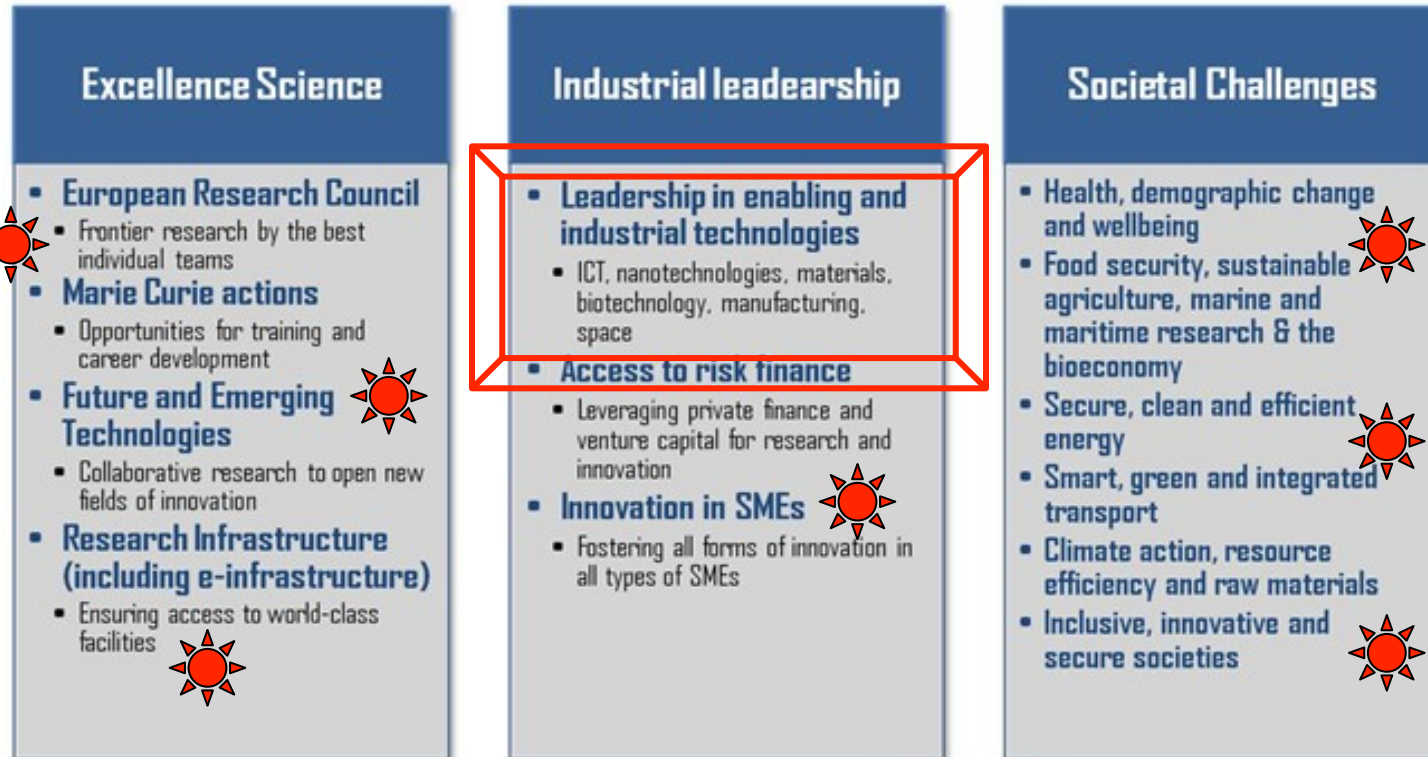 Excellence Science
• European Research Council
▪ Frontier research by the best
individual teams
• Marie Curie actions
▪ Opportunities for training and
career development
• Future and Emerging
Technologies
▪ Collaborative research to open new
fields of innovation
• Research Infrastructure
(including e-infrastructure)
▪ Ensuring access to world-class
facilities
Industrial leadearship
• Leadership in enabling and
industrial technologies
▪ ICT, nanotechnologies, materials,
biotechnology, manufacturing,
space
• Access to risk finance
▪ Leveraging private finance and
venture capital for research and
innovation
• Innovation in SMEs
▪ Fostering all forms of innovation in
all types of SMEs
Societal Challenges
• Health, demographic change
and wellbeing
• Food security, sustainable
agriculture, marine and
maritime research & the
bioeconomy
• Secure, clean and efficient
energy
• Smart, green and integrated
transport
• Climate action, resource
efficiency and raw materials
• Inclusive, innovative and
secure societies